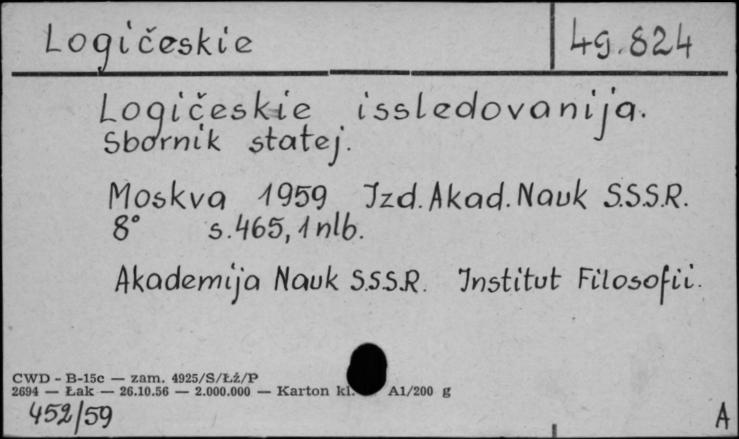 Logičeskie 49.824
Logičeskie issledovanija.
Sbornik statej.
Moskva 1959 Izd. Akad. Nauk S.S.S.R.
8° s. 465, 1 nlb.
Akademija Nauk S.S.S.R. Institut Filosofii.
CWD - B-15c — zam. 4925/S/Łż/P
2694 — Łak — 26.10.56 — 2.000.000 — Karton kl. A1/200 g
452/59 A